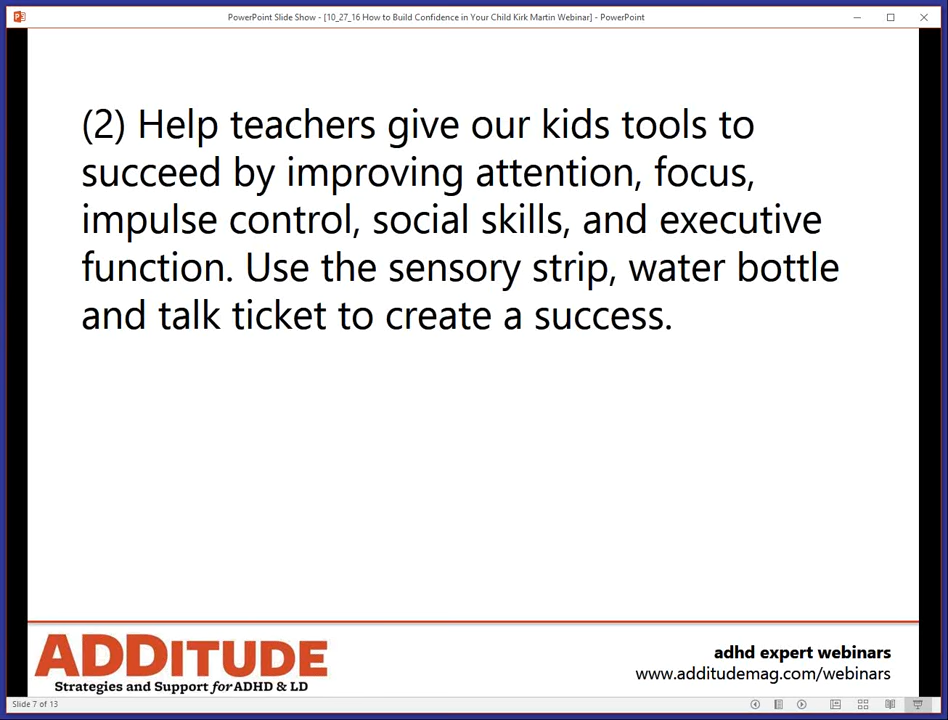 PowerPoint Slide Show - [10_27_16 How to Build Confidence in Your Child Kirk Martin Webinar] - PowerPoint
(2) Help teachers give our kids tools to
succeed by improving attention, focus,
impulse control, social skills, and executive
function. Use the sensory strip, water bottle
and talk ticket to create a success.
ADDITUDE
Strategies and Support for ADHD & LD
adhd expert webinars
www.additudemag.com/webinars
Slide 7 of 13